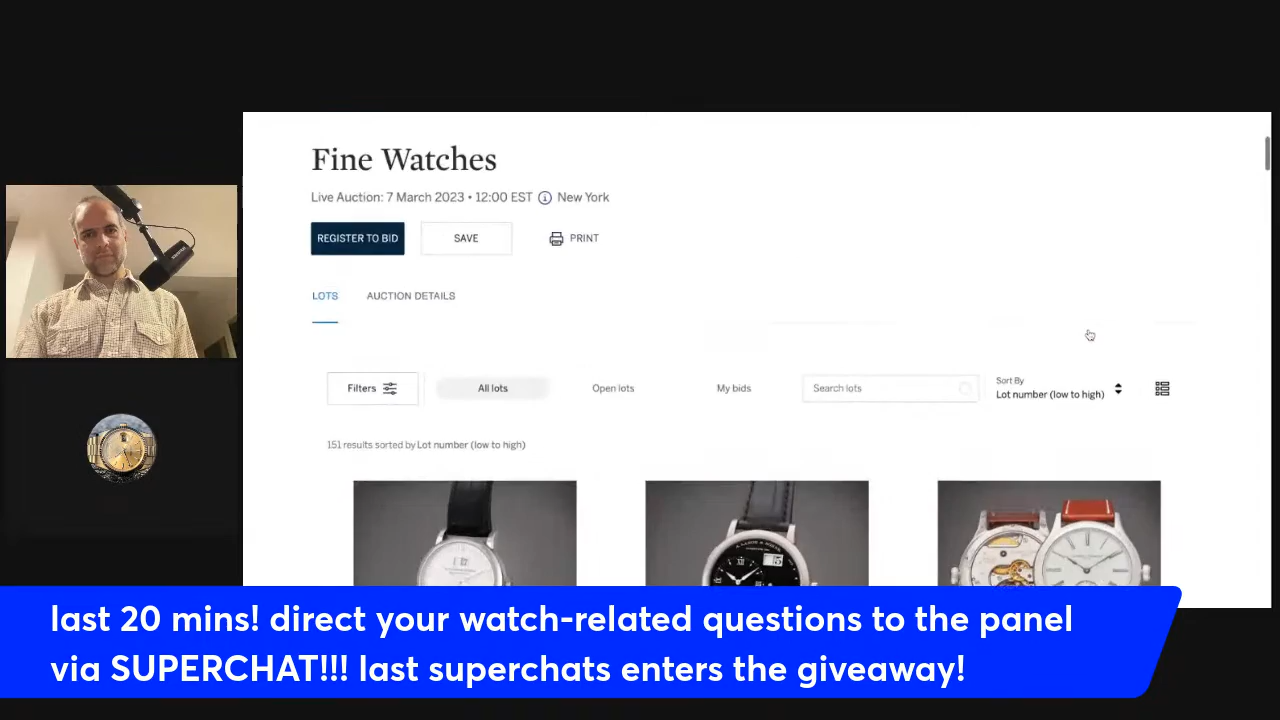 Fine Watches
Live Auction: 7 March 2023 • 12:00 EST New York
REGISTER TO BID SAVE PRINT
LOTS AUCTION DETAILS
Filters All lots Open lots My bids Search lots
Sort By
Lot number (low to high)
151 results sorted by Lot number (low to high)
last 20 mins! direct your watch-related questions to the panel
via SUPERCHAT!!! last superchats enters the giveaway!